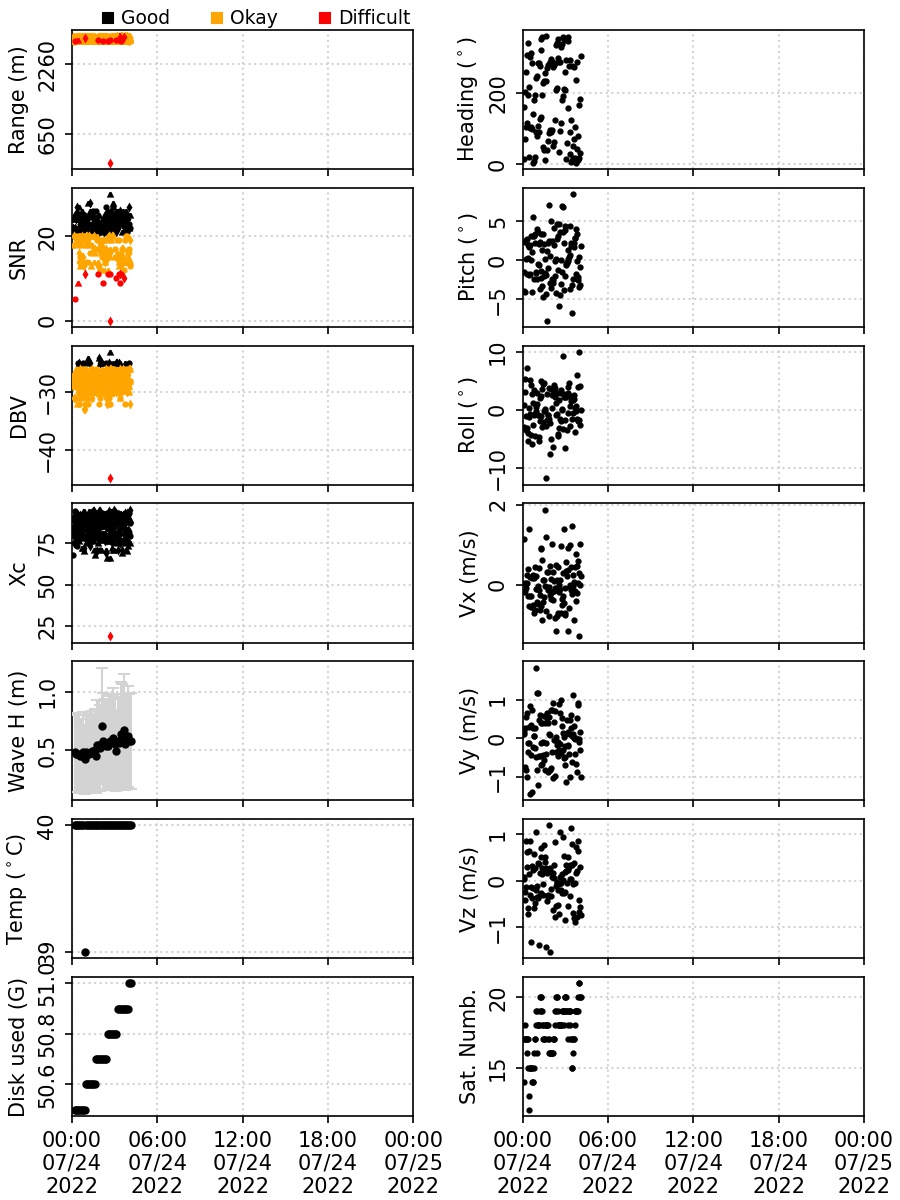 Good Okay Difficult
Range (m)
2260
650
Heading (°)
200
0
SNR
20
0
Pitch (°)
5
0
−5
DBV
−30
−40
Roll (°)
10
0
−10
Xc
75
50
25
Vx (m/s)
2
0
Wave H (m)
1.0
0.5
Vy (m/s)
1
0
−1
Temp (°C)
40
39
Vz (m/s)
1
0
−1
Disk used (G)
51.0
50.8
50.6
Sat. Numb.
20
15
00:00 06:00 12:00 18:00 00:00 00:00 06:00 12:00 18:00 00:00
07/24 07/24 07/24 07/24 07/25 07/24 07/24 07/24 07/24 07/25
2022 2022 2022 2022 2022 2022 2022 2022 2022 2022